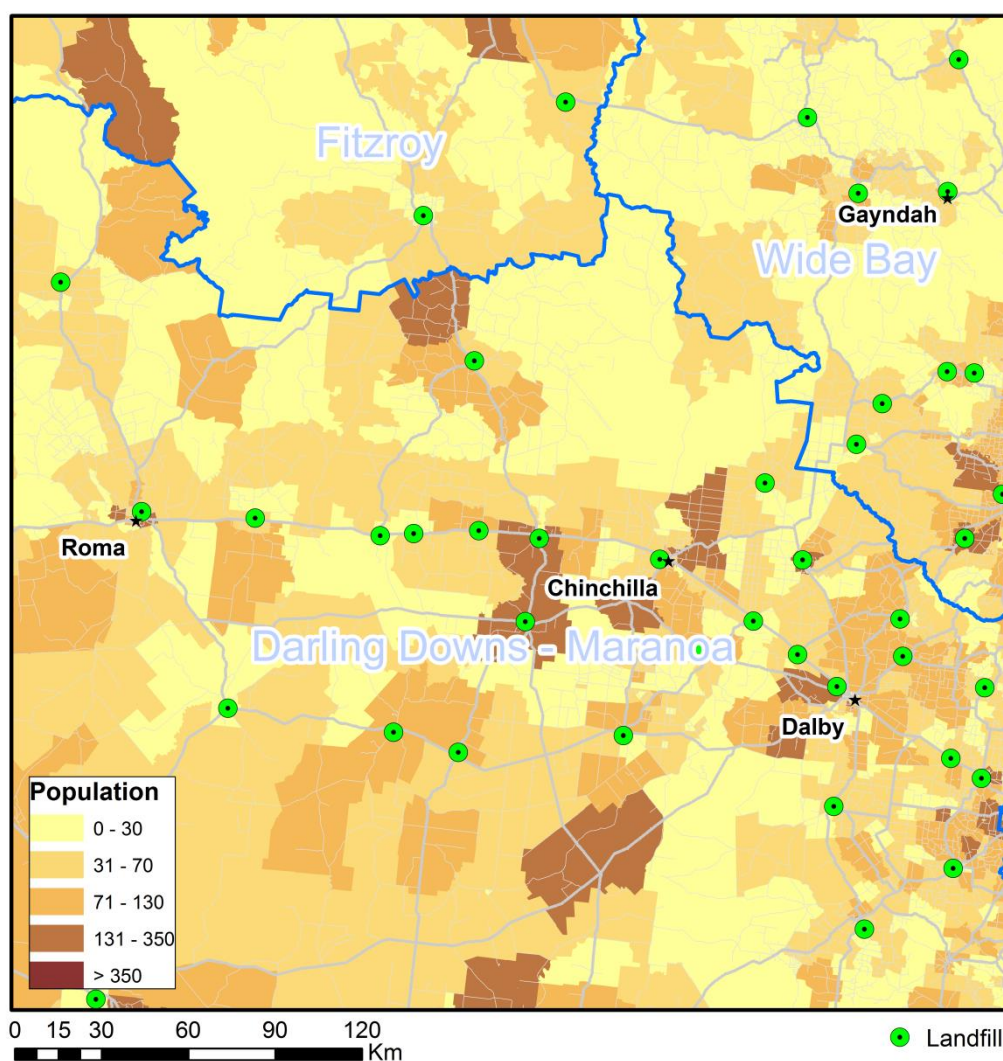 Fitzroy
Gayndah
Wide Bay
Roma
Chinchilla
Darling Downs - Maranoa
Dalby
Population
0 - 30
31 - 70
71 - 130
131 - 350
> 350
0 15 30 60 90 120
Km
Landfill